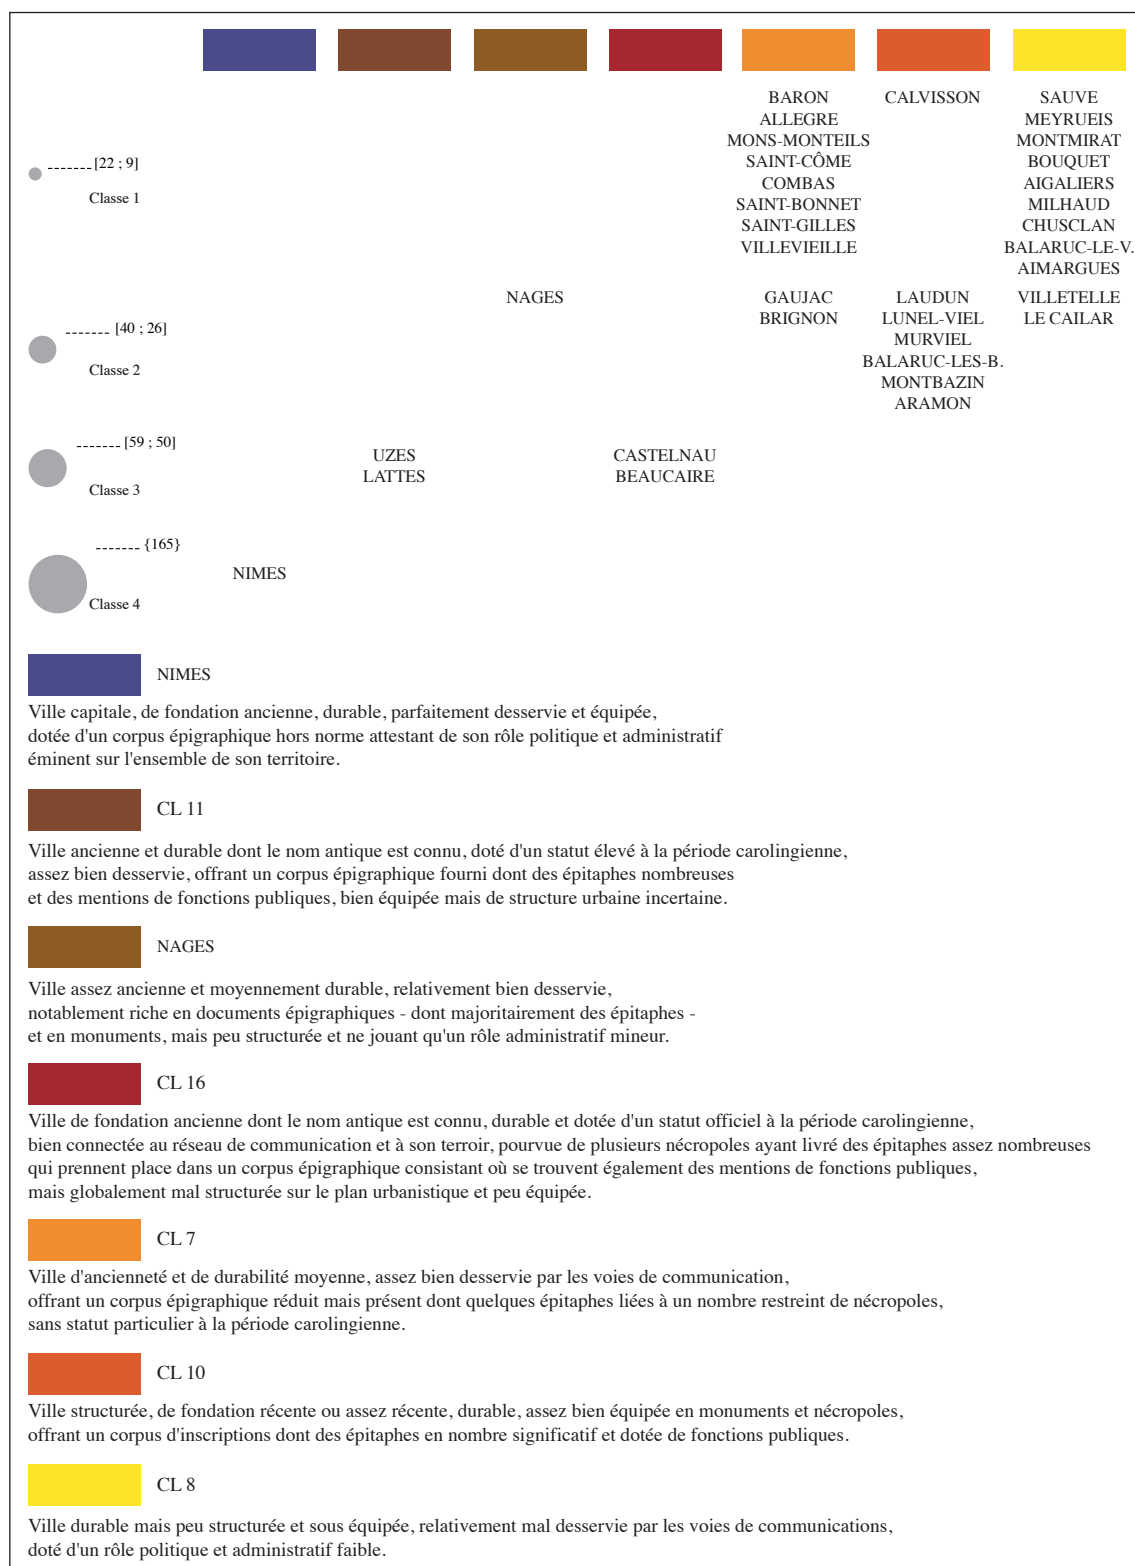 BARON CALVISSON SAUVE
ALLEGRE MEYRUEIS
MONS-MONTEILS MONTMIRAT
[22 ; 9] SAINT-CÔME BOUQUET
COMBAS AIGALIERS
Classe 1 SAINT-BONNET MILHAUD
SAINT-GILLES CHUSCLAN
VILLEVIEILLE BALARUC-LE-V.
AIMARGUES
NAGES GAUJAC LAUDUN VILLETELLE
[40 ; 26] BRIGNON LUNEL-VIEL LE CAILAR
MURVIEL
Classe 2 BALARUC-LES-B.
MONTBAZIN
ARAMON
[59 ; 50]
UZES CASTELNAU
LATTES BEAUCAIRE
Classe 3
{165}
NIMES
Classe 4
NIMES
Ville capitale, de fondation ancienne, durable, parfaitement desservie et équipée,
dotée d'un corpus épigraphique hors norme attestant de son rôle politique et administratif
éminent sur l'ensemble de son territoire.
CL 11
Ville ancienne et durable dont le nom antique est connu, doté d'un statut élevé à la période carolingienne,
assez bien desservie, offrant un corpus épigraphique fourni dont des épitaphes nombreuses
et des mentions de fonctions publiques, bien équipée mais de structure urbaine incertaine.
NAGES
Ville assez ancienne et moyennement durable, relativement bien desservie,
notablement riche en documents épigraphiques - dont majoritairement des épitaphes -
et en monuments, mais peu structurée et ne jouant qu'un rôle administratif mineur.
CL 16
Ville de fondation ancienne dont le nom antique est connu, durable et dotée d'un statut officiel à la période carolingienne,
bien connectée au réseau de communication et à son terroir, pourvue de plusieurs nécropoles ayant livré des épitaphes assez nombreuses
qui prennent place dans un corpus épigraphique consistant où se trouvent également des mentions de fonctions publiques,
mais globalement mal structurée sur le plan urbanistique et peu équipée.
CL 7
Ville d'ancienneté et de durabilité moyenne, assez bien desservie par les voies de communication,
offrant un corpus épigraphique réduit mais présent dont quelques épitaphes liées à un nombre restreint de nécropoles,
sans statut particulier à la période carolingienne.
CL 10
Ville structurée, de fondation récente ou assez récente, durable, assez bien équipée en monuments et nécropoles,
offrant un corpus d'inscriptions dont des épitaphes en nombre significatif et dotée de fonctions publiques.
CL 8
Ville durable mais peu structurée et sous équipée, relativement mal desservie par les voies de communications,
doté d'un rôle politique et administratif faible.